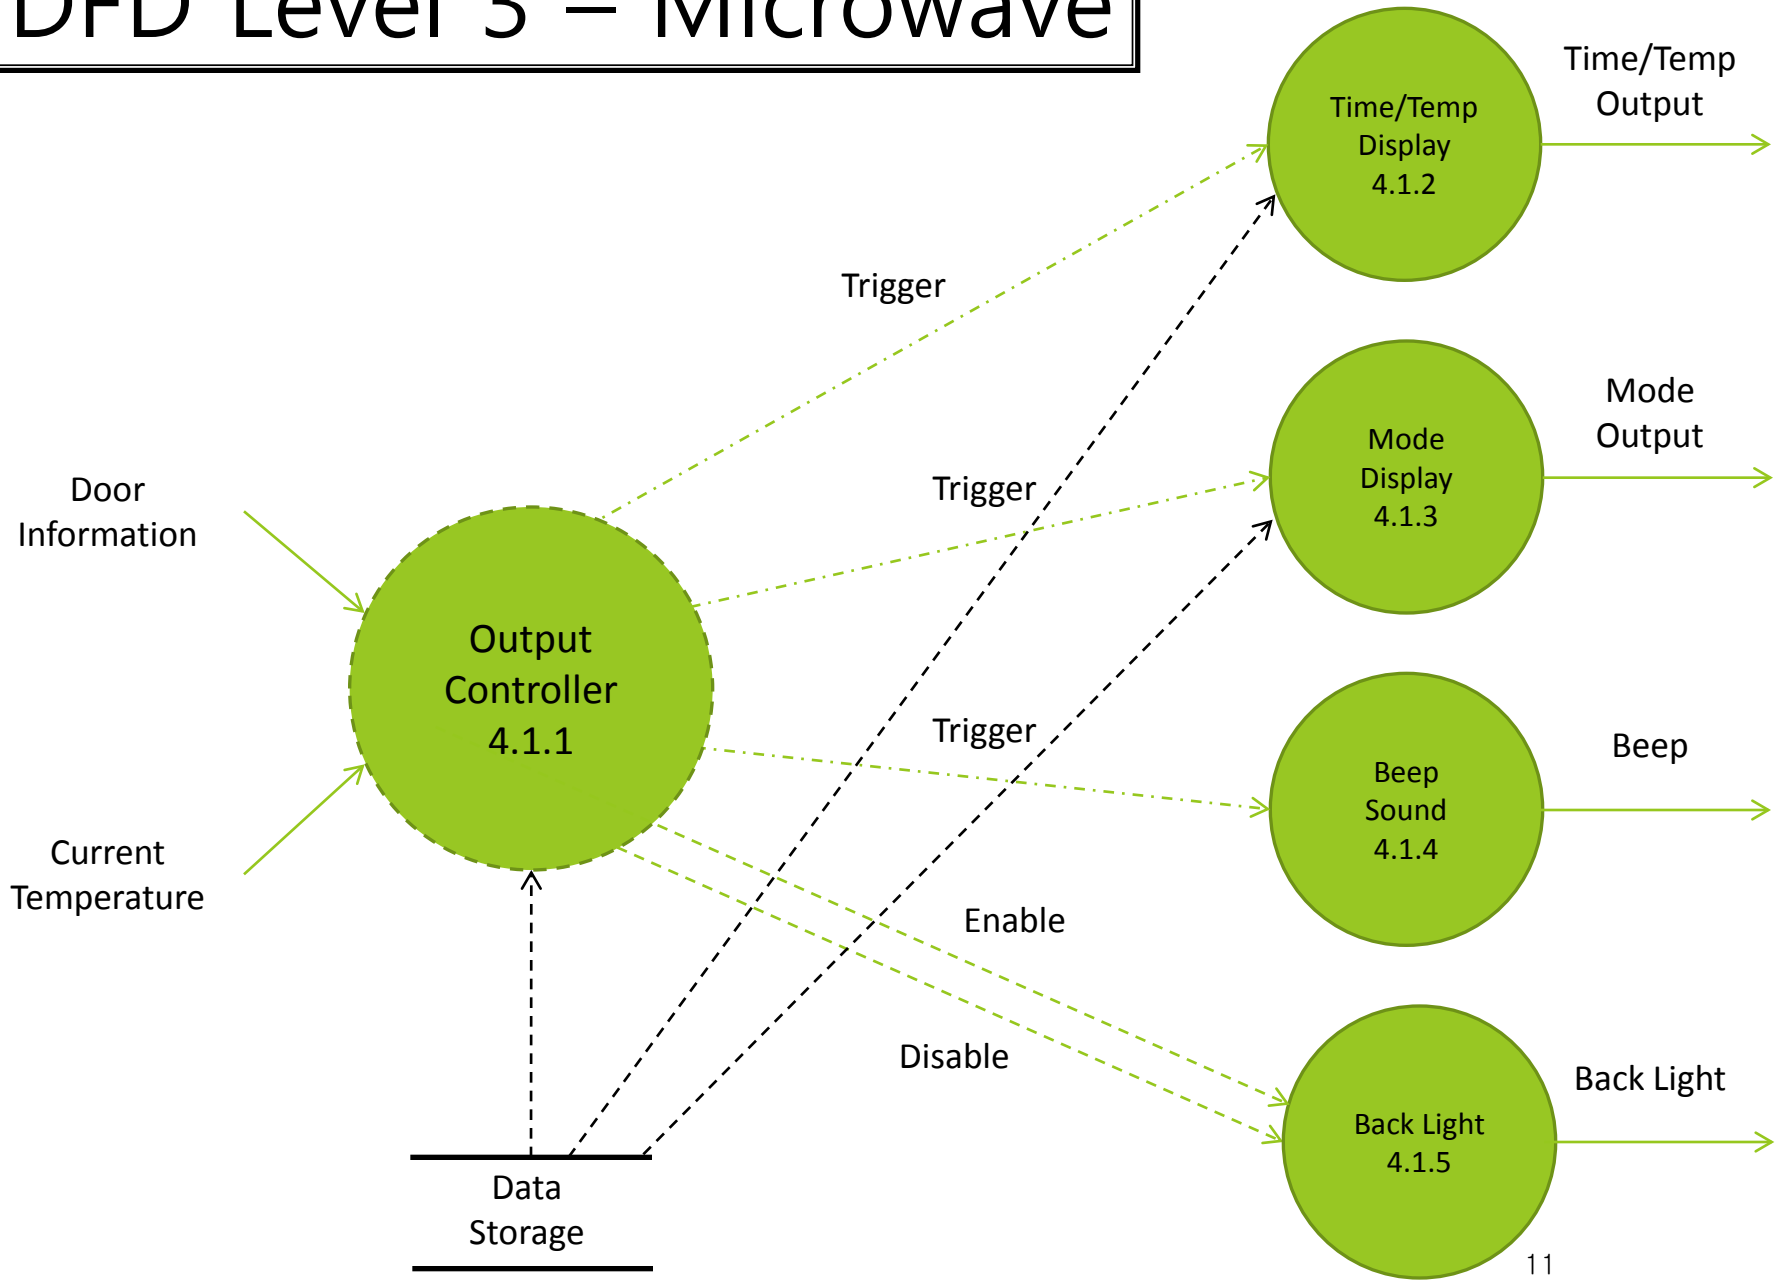 DFD Level 3 – Microwave
Time/Temp
Display
4.1.2
Time/Temp
Output
Trigger
Mode
Display
4.1.3
Mode
Output
Trigger
Door
Information
Output
Controller
4.1.1
Trigger
Beep
Sound
4.1.4
Beep
Current
Temperature
Enable
Disable
Back Light
4.1.5
Back Light
Data
Storage
11